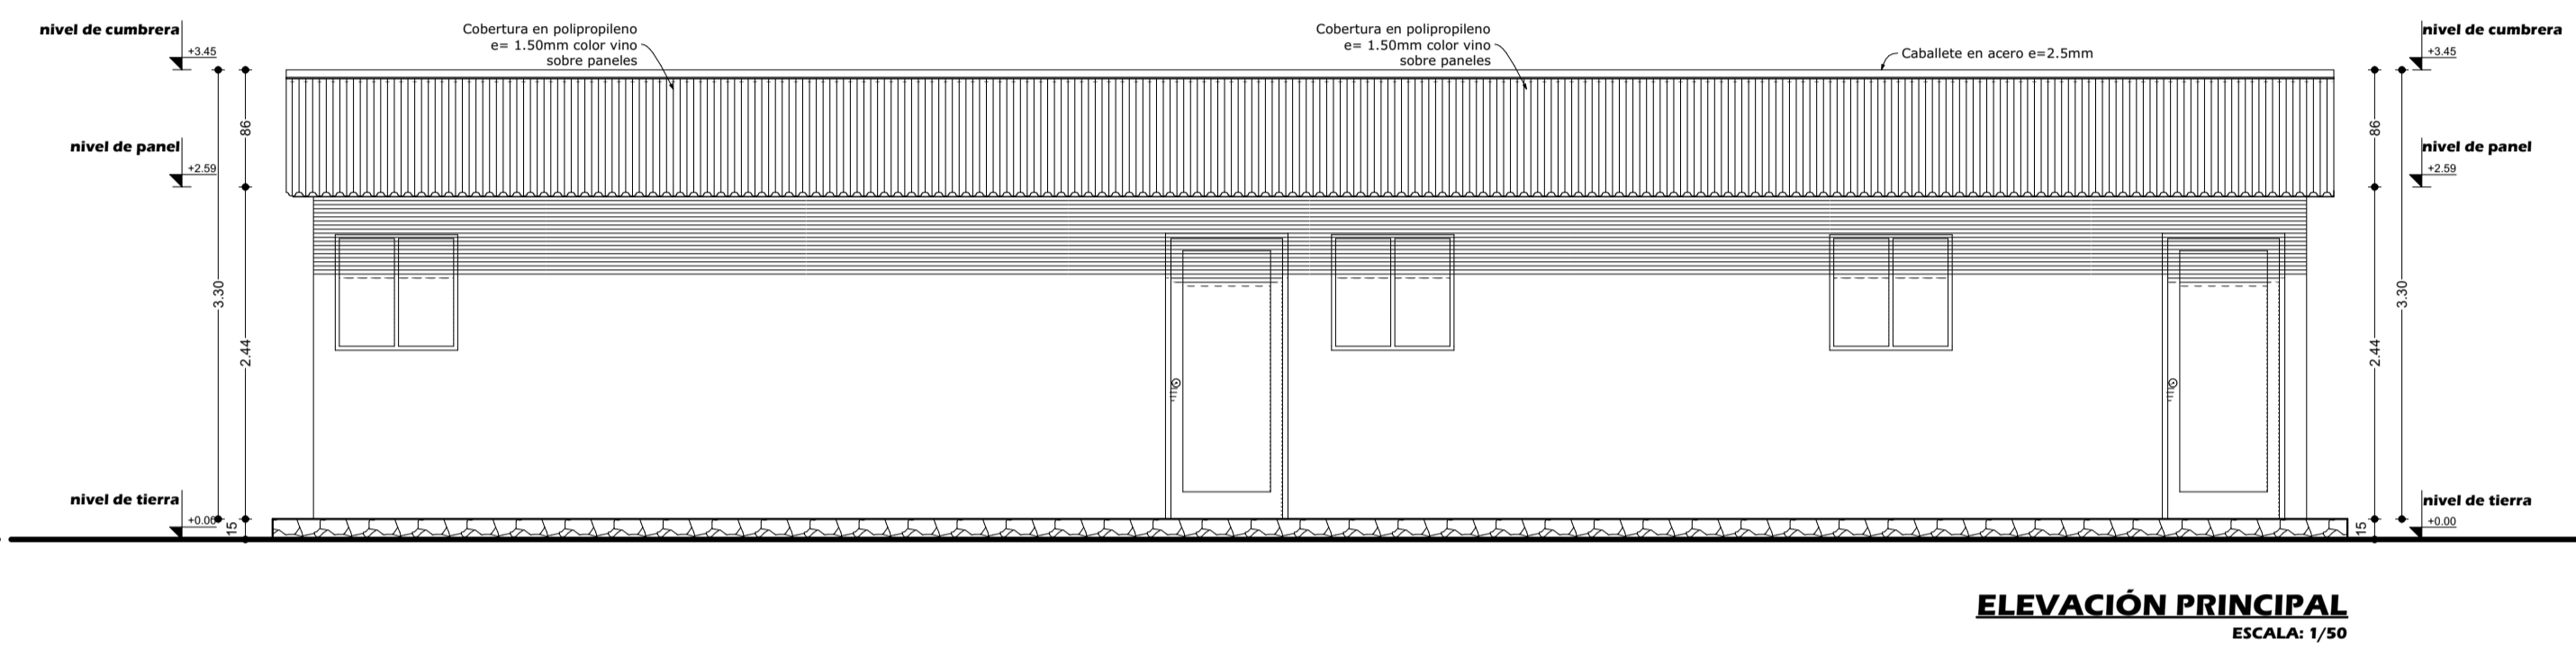 nivel de cumbrera
+3.45
Cobertura en polipropileno
e= 1.50mm color vino
sobre paneles
Cobertura en polipropileno
e= 1.50mm color vino
sobre paneles
Caballete en acero e=2.5mm
nivel de cumbrera
+3.45
86
86
nivel de panel
+2.59
nivel de panel
+2.59
3.30
2.44
2.44
3.30
nivel de tierra
+0.00
15
nivel de tierra
+0.00
15
ELEVACIÓN PRINCIPAL
ESCALA: 1/50